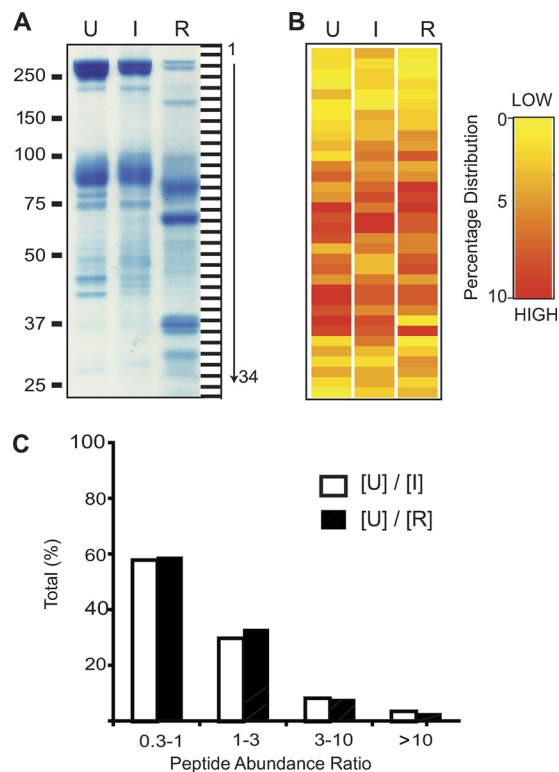 A
U I R
1
250
150
100
75
50
37
25
34
B
U I R
LOW
0
5
10
HIGH
Percentage Distribution
C
100
80
60
40
20
Total (%)
[U] / [I]
[U] / [R]
0.3-1 1-3 3-10 >10
Peptide Abundance Ratio